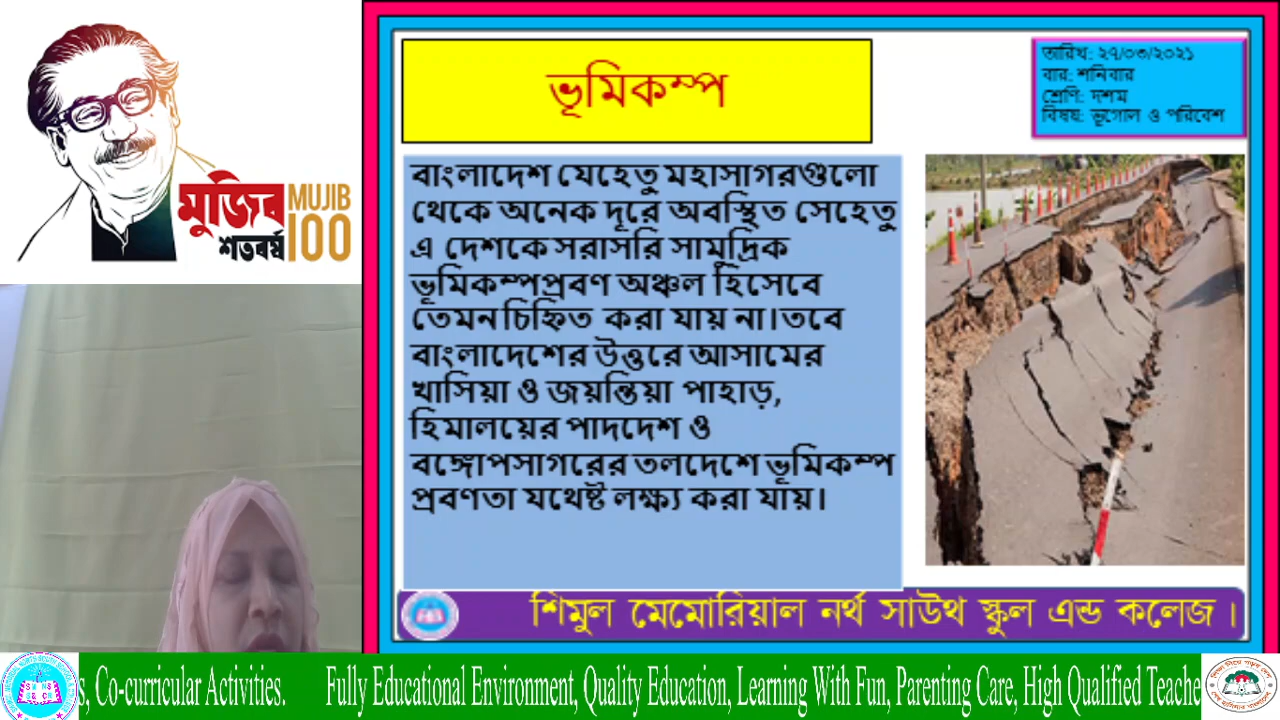 মুজিব
শতবর্ষ
MUJIB
100
ভূমিকম্প
তারিখ: ২৭/০৩/২০২১
বার: শনিবার
শ্রেণি: দশম
বিষয়: ভূগোল ও পরিবেশ
বাংলাদেশ যেহেতু মহাসাগরগুলো
থেকে অনেক দূরে অবস্থিত সেহেতু
এ দেশকে সরাসরি সামুদ্রিক
ভূমিকম্পপ্রবণ অঞ্চল হিসেবে
তেমন চিহ্নিত করা যায় না।তবে
বাংলাদেশের উত্তরে আসামের
খাসিয়া ও জয়ন্তিয়া পাহাড়,
হিমালয়ের পাদদেশ ও
বঙ্গোপসাগরের তলদেশে ভূমিকম্প
প্রবণতা যথেষ্ট লক্ষ্য করা যায়।
শিমুল মেমোরিয়াল নর্থ সাউথ স্কুল এন্ড কলেজ।
s, Co-curricular Activities. Fully Educational Environment, Quality Education, Learning With Fun, Parenting Care, High Qualified Teache